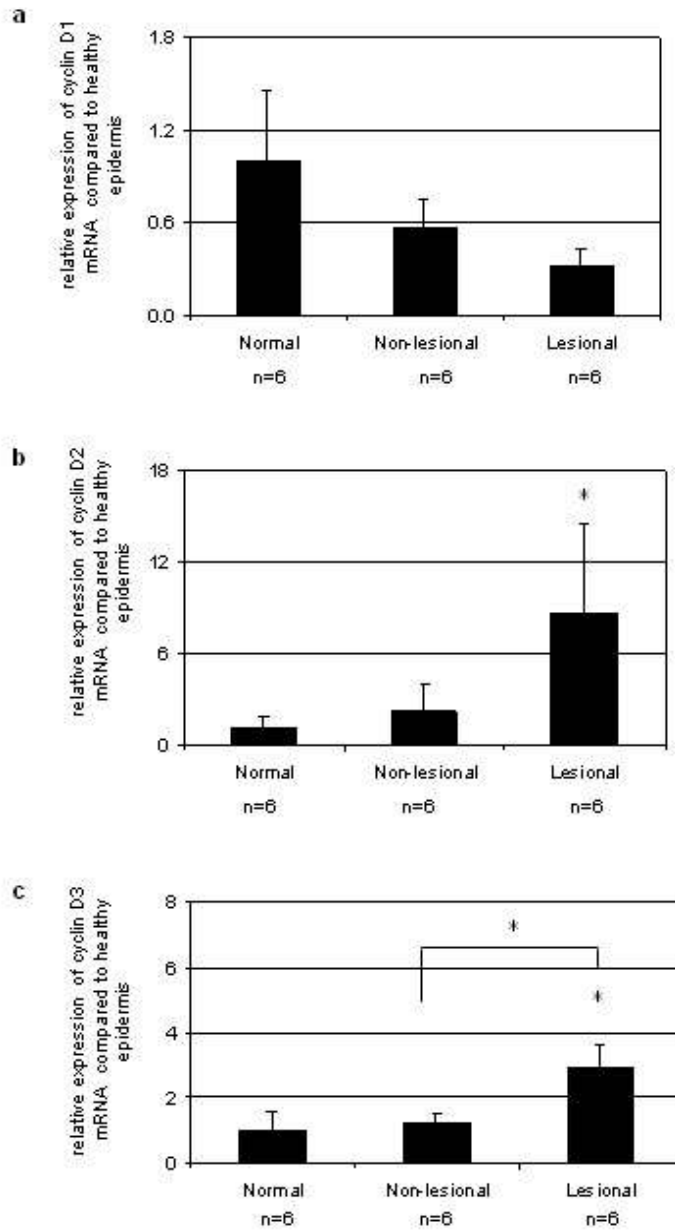 a
relative expression of cyclin D1
mRNA compared to healthy
epidermis
1.8
1.2
0.6
0.0
Normal Non-lesional Lesional
n=6 n=6 n=6
b
relative expression of cyclin D2
mRNA compared to healthy
epidermis
18
*
12
6
0
Normal Non-lesional Lesional
n=6 n=6 n=6
c
relative expression of cyclin D3
mRNA compared to healthy
epidermis
8
*
6
*
4
2
0
Normal Non-lesional Lesional
n=6 n=6 n=6